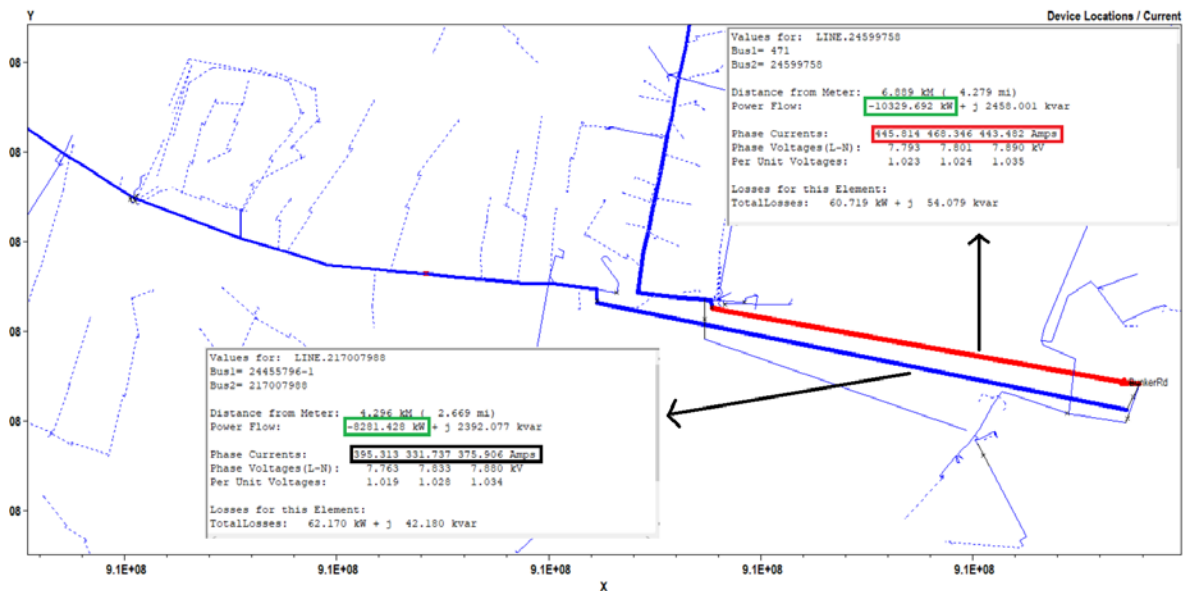 Y
Device Locations / Current
Values for: LINE.24599758
Bus1= 471
Bus2= 24599758
Distance from Meter: 6.889 kM ( 4.279 mi)
Power Flow: -10329.692 kW + j 2458.001 kvar
Phase Currents: 445.814 468.346 443.482 Amps
Phase Voltages(L-N): 7.793 7.801 7.890 kV
Per Unit Voltages: 1.023 1.024 1.035
Losses for this Element:
TotalLosses: 60.719 kW + j 54.079 kvar
08
08
08
08
08
08
Values for: LINE.217007988
Bus1= 24455796-1
Bus2= 217007988
Distance from Meter: 4.296 kM ( 2.669 mi)
Power Flow: -8281.428 kW + j 2392.077 kvar
Phase Currents: 395.313 331.737 375.906 Amps
Phase Voltages(L-N): 7.763 7.833 7.880 kV
Per Unit Voltages: 1.019 1.028 1.034
Losses for this Element:
TotalLosses: 62.170 kW + j 42.180 kvar
9.1E+08
9.1E+08
9.1E+08
9.1E+08
9.1E+08
X